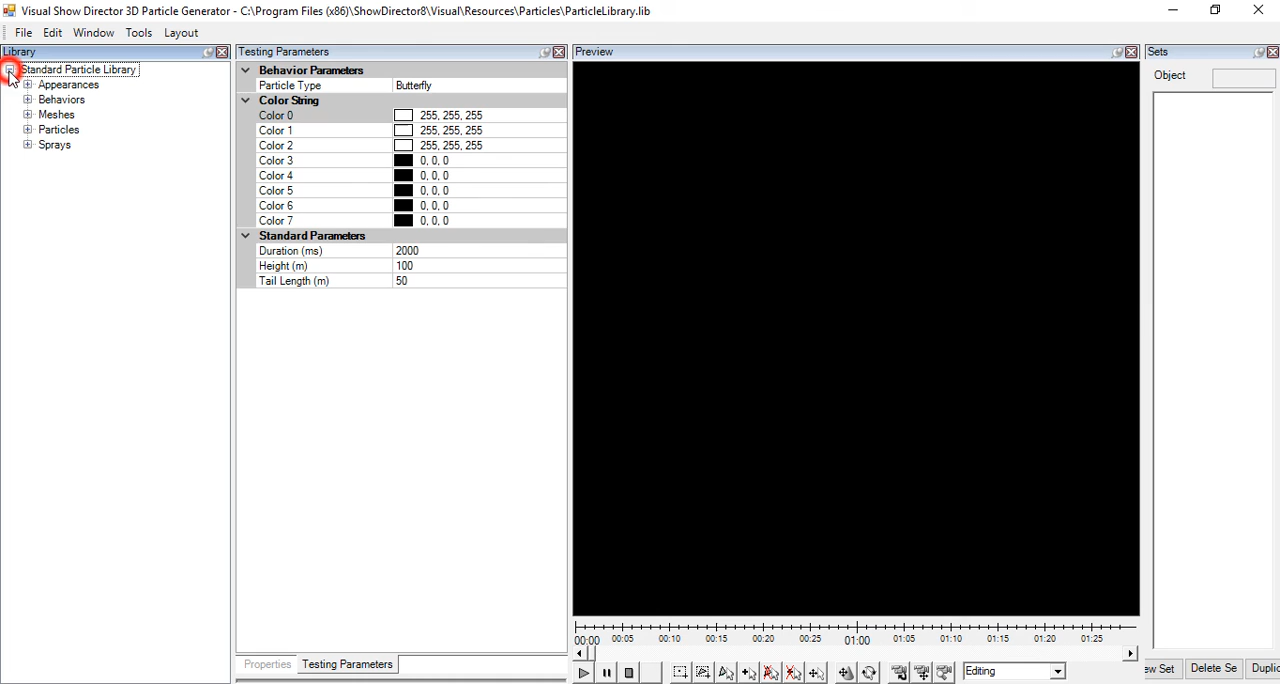 Visual Show Director 3D Particle Generator - C:\Program Files (x86)\ShowDirector8\Visual\Resources\Particles\ParticleLibrary.lib
File Edit Window Tools Layout
Library
Standard Particle Library
Appearances
Behaviors
Meshes
Particles
Sprays
Testing Parameters
Behavior Parameters
Particle Type Butterfly
Color String
Color 0 255, 255, 255
Color 1 255, 255, 255
Color 2 255, 255, 255
Color 3 0, 0, 0
Color 4 0, 0, 0
Color 5 0, 0, 0
Color 6 0, 0, 0
Color 7 0, 0, 0
Standard Parameters
Duration (ms) 2000
Height (m) 100
Tail Length (m) 50
Properties Testing Parameters
Preview
00:00 00:05 00:10 00:15 00:20 00:25 01:00 01:05 01:10 01:15 01:20 01:25
Editing
Sets
Object
ew Set Delete Se Duplic